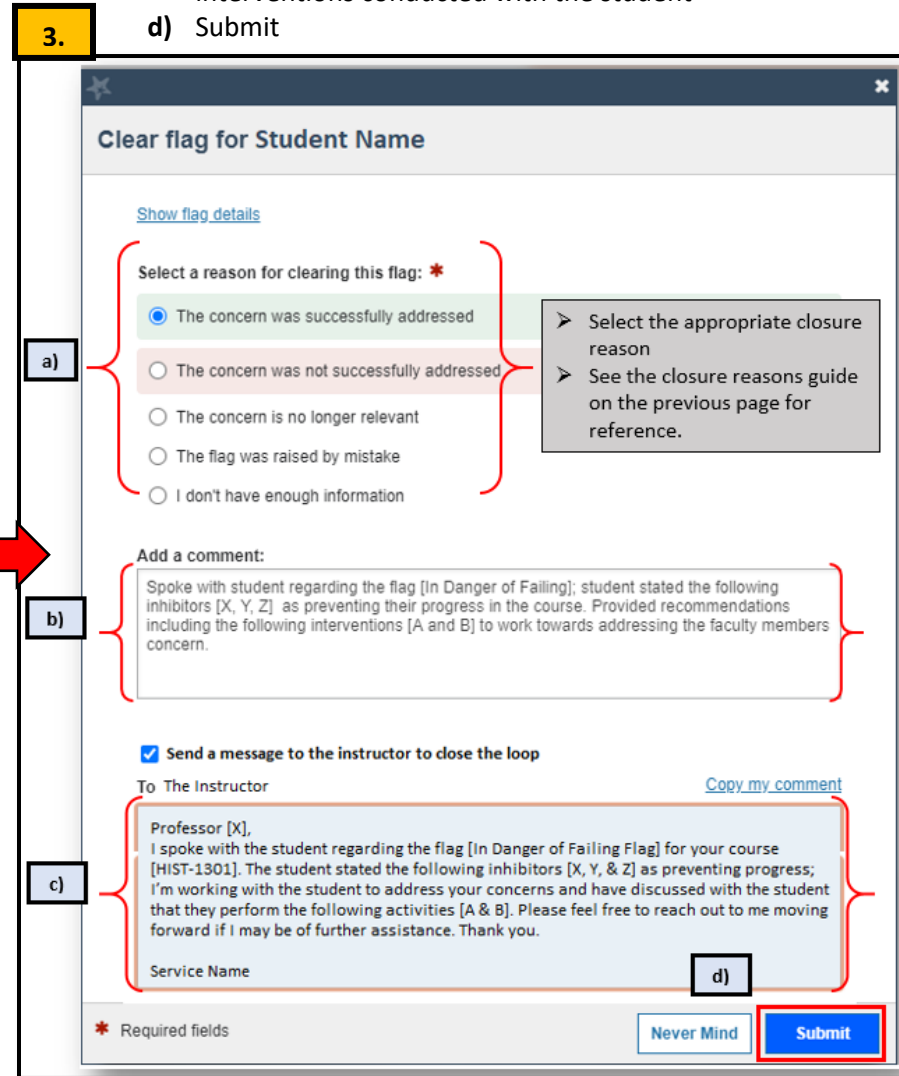 interventions conducted with the student
3.
d) Submit
Clear flag for Student Name
Show flag details
Select a reason for clearing this flag: *
The concern was successfully addressed
The concern was not successfully addressed
The concern is no longer relevant
The flag was raised by mistake
I don't have enough information
a)
➢ Select the appropriate closure
reason
➢ See the closure reasons guide
on the previous page for
reference.
Add a comment:
b)
Spoke with student regarding the flag [In Danger of Failing]; student stated the following
inhibitors [X, Y, Z] as preventing their progress in the course. Provided recommendations
including the following interventions [A and B] to work towards addressing the faculty members
concern.
Send a message to the instructor to close the loop
To The Instructor
Copy my comment
c)
Professor [X],
I spoke with the student regarding the flag [In Danger of Failing Flag] for your course
[HIST-1301]. The student stated the following inhibitors [X, Y, & Z] as preventing progress;
I'm working with the student to address your concerns and have discussed with the student
that they perform the following activities [A & B]. Please feel free to reach out to me moving
forward if I may be of further assistance. Thank you.
Service Name
d)
* Required fields
Never Mind
Submit